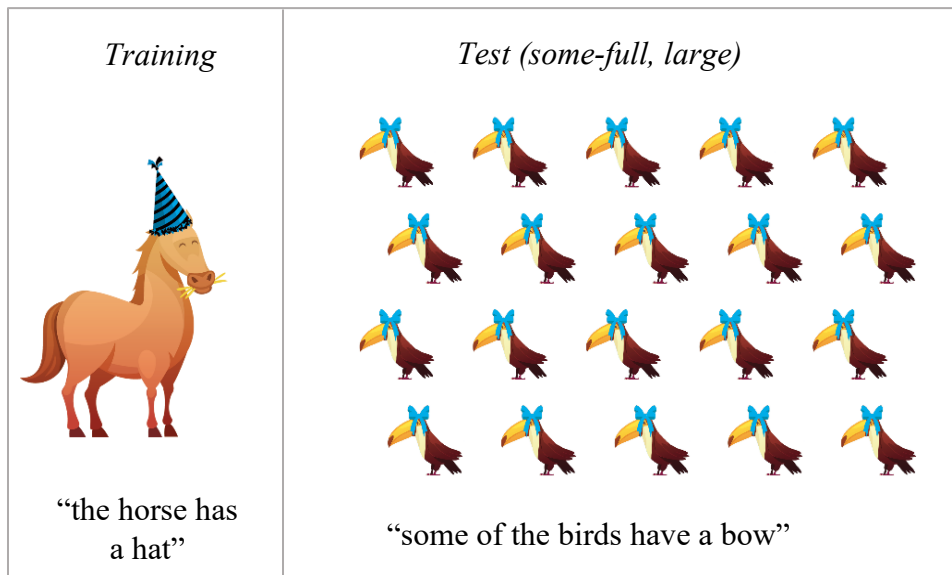 Training
Test (some-full, large)
“the horse has
a hat”
“some of the birds have a bow”